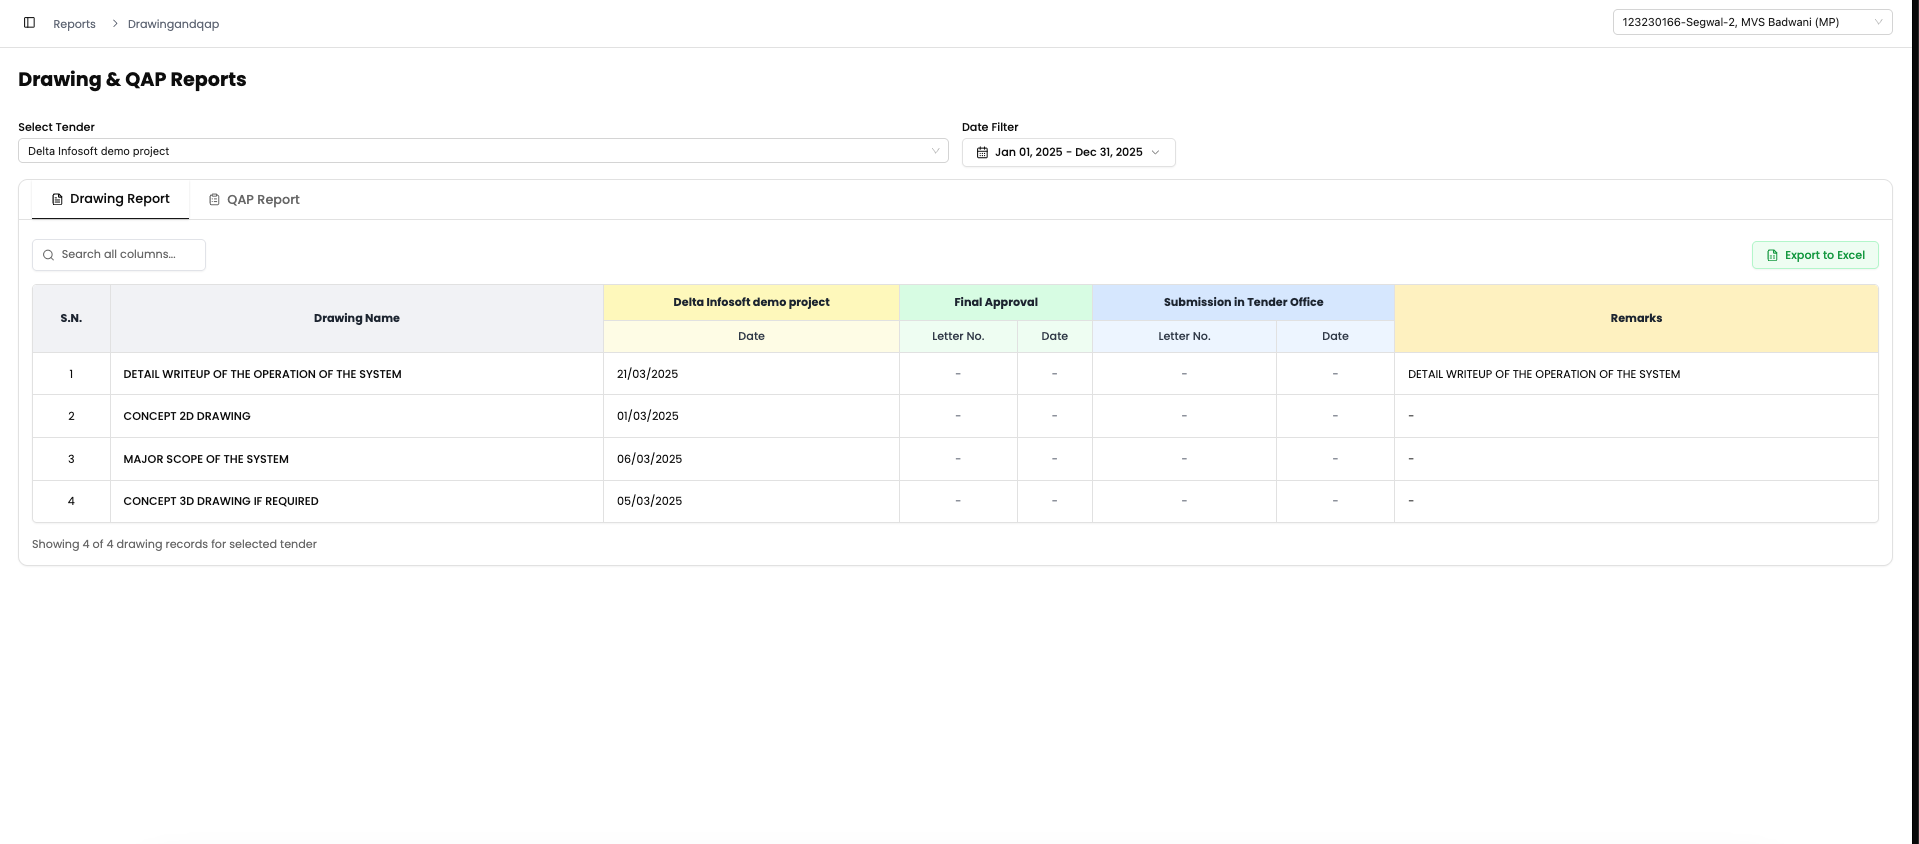 Reports > Drawingandqap
123230166-Segwal-2, MVS Badwani (MP)
Drawing & QAP Reports
Select Tender
Delta Infosoft demo project
Date Filter
Jan 01, 2025 - Dec 31, 2025
Drawing Report
QAP Report
Search all columns...
Export to Excel
S.N. Drawing Name Delta Infosoft demo project Final Approval Submission in Tender Office Remarks
Date Letter No. Date Letter No. Date
1 DETAIL WRITEUP OF THE OPERATION OF THE SYSTEM 21/03/2025 - - - - DETAIL WRITEUP OF THE OPERATION OF THE SYSTEM
2 CONCEPT 2D DRAWING 01/03/2025 - - - - -
3 MAJOR SCOPE OF THE SYSTEM 06/03/2025 - - - - -
4 CONCEPT 3D DRAWING IF REQUIRED 05/03/2025 - - - - -
Showing 4 of 4 drawing records for selected tender